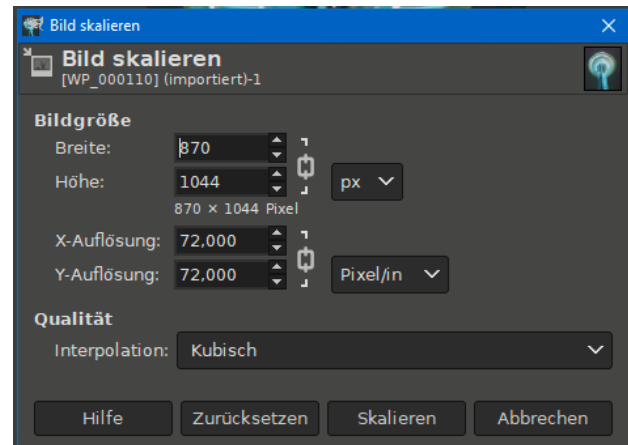 Bild skalieren
Bild skalieren
[WP_000110] (importiert)-1
Bildgröße
Breite: 870
Höhe: 1044 px
870 × 1044 Pixel
X-Auflösung: 72,000
Y-Auflösung: 72,000 Pixel/in
Qualität
Interpolation: Kubisch
Hilfe Zurücksetzen Skalieren Abbrechen